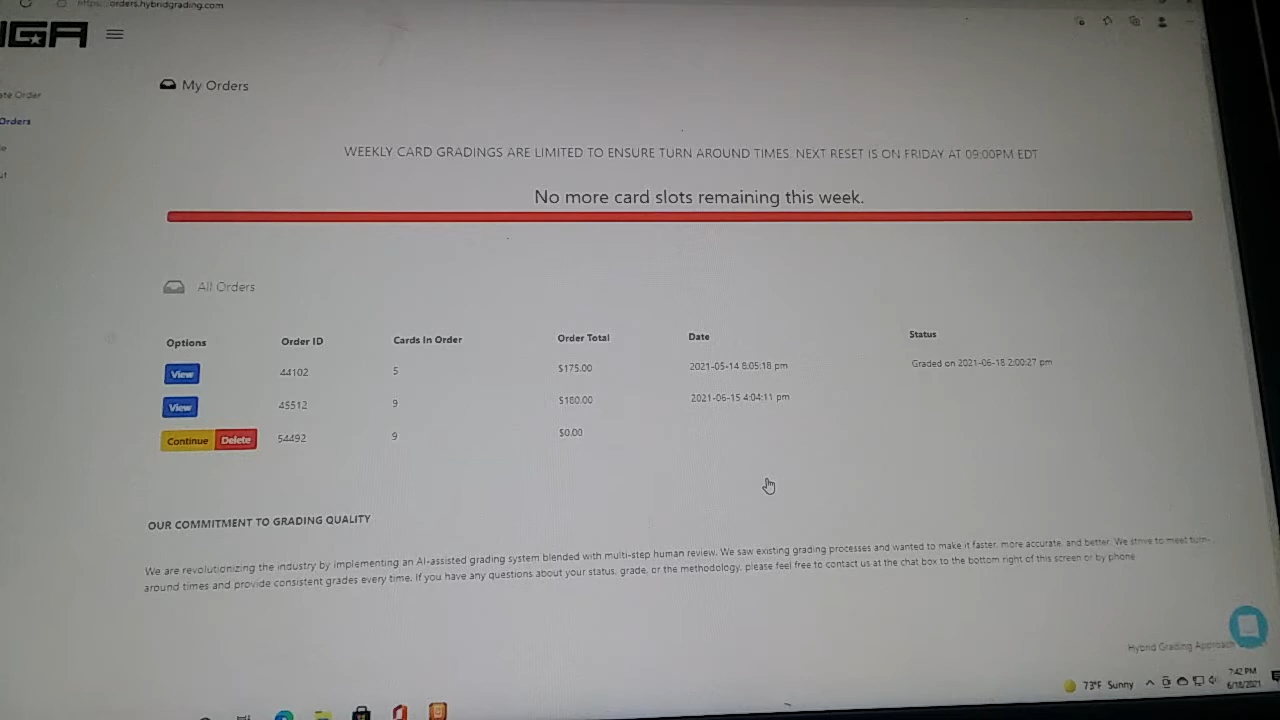 https://orders.hybridgrading.com
My Orders
Orders
WEEKLY CARD GRADINGS ARE LIMITED TO ENSURE TURN AROUND TIMES. NEXT RESET IS ON FRIDAY AT 09:00PM EDT
No more card slots remaining this week.
All Orders
Options Order ID Cards In Order Order Total Date Status
View 44102 5 $175.00 2021-05-14 8:05:18 pm Graded on 2021-06-18 2:00:27 pm
View 45512 9 $180.00 2021-06-15 4:04:11 pm
Continue Delete 54492 9 $0.00
OUR COMMITMENT TO GRADING QUALITY
We are revolutionizing the industry by implementing an AI-assisted grading system blended with multi-step human review. We saw existing grading processes and wanted to make it faster, more accurate, and better. We strive to meet turn-
around times and provide consistent grades every time. If you have any questions about your status, grade, or the methodology, please feel free to contact us at the chat box to the bottom right of this screen or by phone
Hybrid Grading Approach
73°F Sunny
7:42 PM
6/18/2021